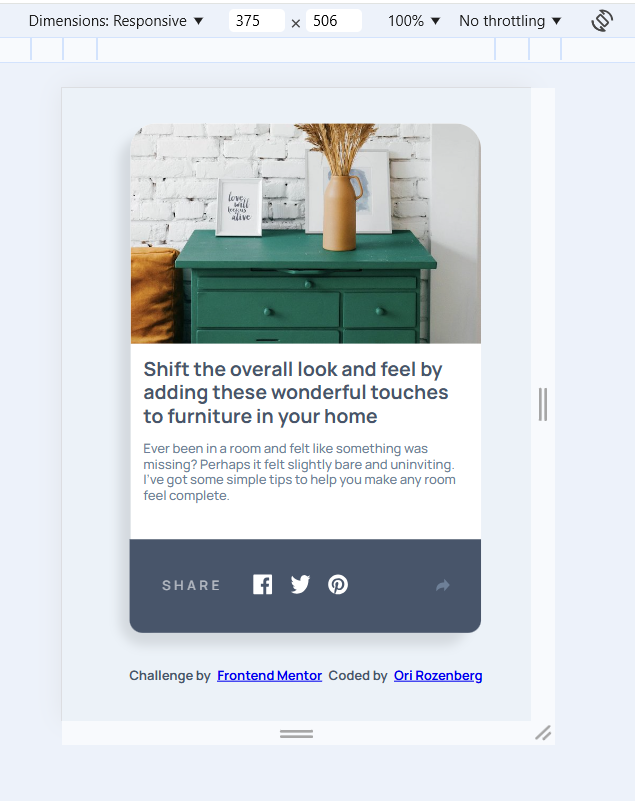 Dimensions: Responsive ▼ 375 × 506 100% ▼ No throttling ▼
love
will
keep us
alive
Shift the overall look and feel by
adding these wonderful touches
to furniture in your home
Ever been in a room and felt like something was
missing? Perhaps it felt slightly bare and uninviting.
I've got some simple tips to help you make any room
feel complete.
SHARE
Challenge by Frontend Mentor Coded by Ori Rozenberg